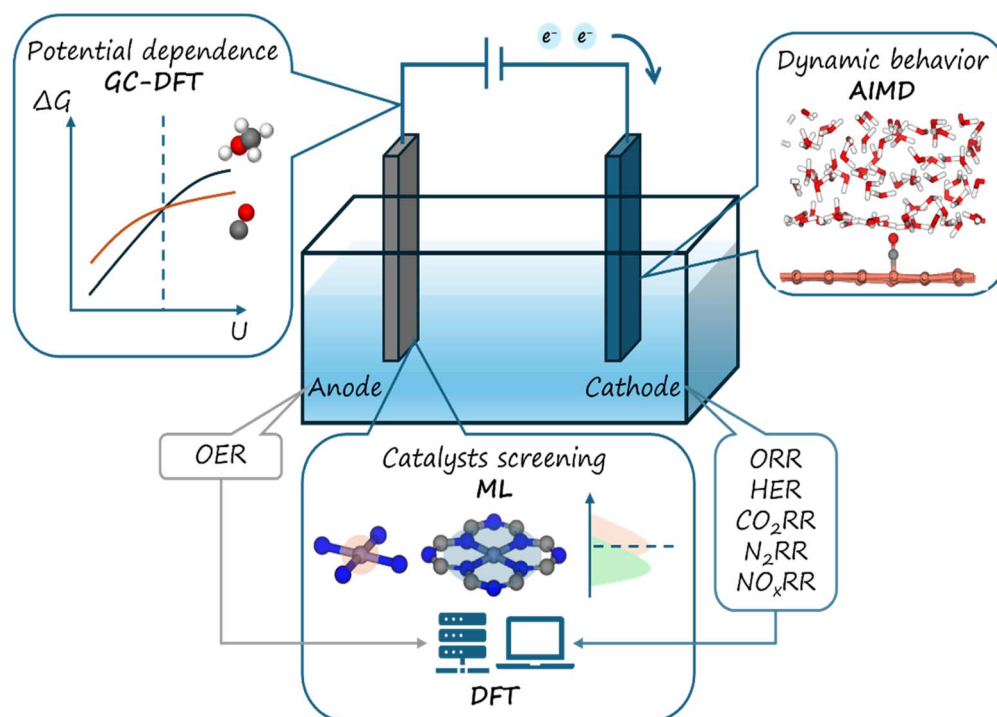 Potential dependence
GC-DFT
ΔG
U
e⁻ e⁻
Dynamic behavior
AIMD
Anode
Cathode
OER
Catalysts screening
ML
DFT
ORR
HER
CO₂RR
N₂RR
NOₓRR